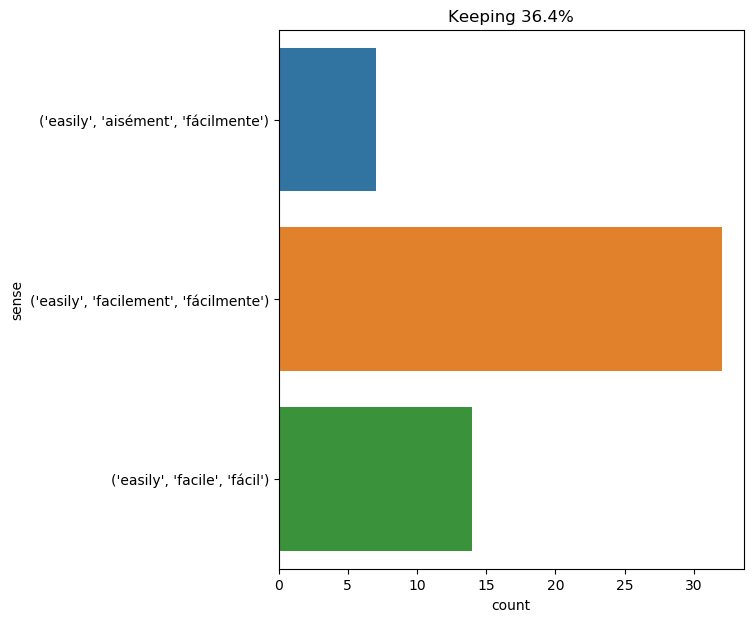 Keeping 36.4%
('easily', 'aisément', 'fácilmente')
('easily', 'facilement', 'fácilmente')
('easily', 'facile', 'fácil')
sense
0 5 10 15 20 25 30
count